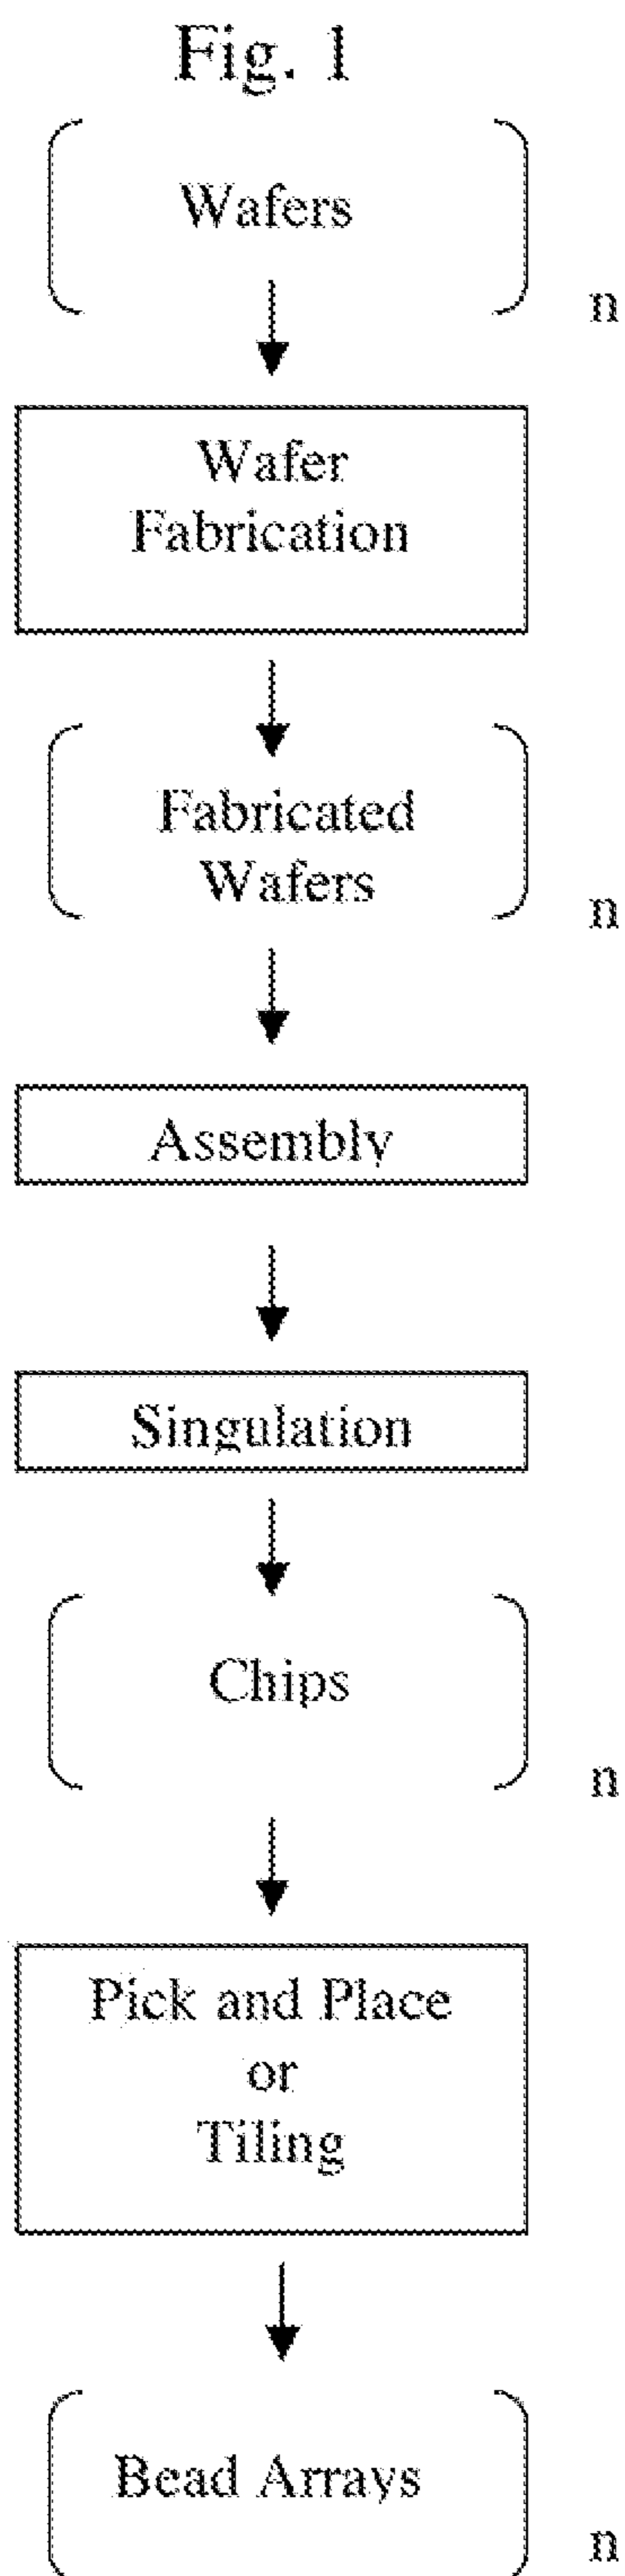 Fig. 1
Wafers
n
Wafer
Fabrication
Fabricated
Wafers
n
Assembly
Singulation
Chips
n
Pick and Place
or
Tiling
Bead Arrays
n